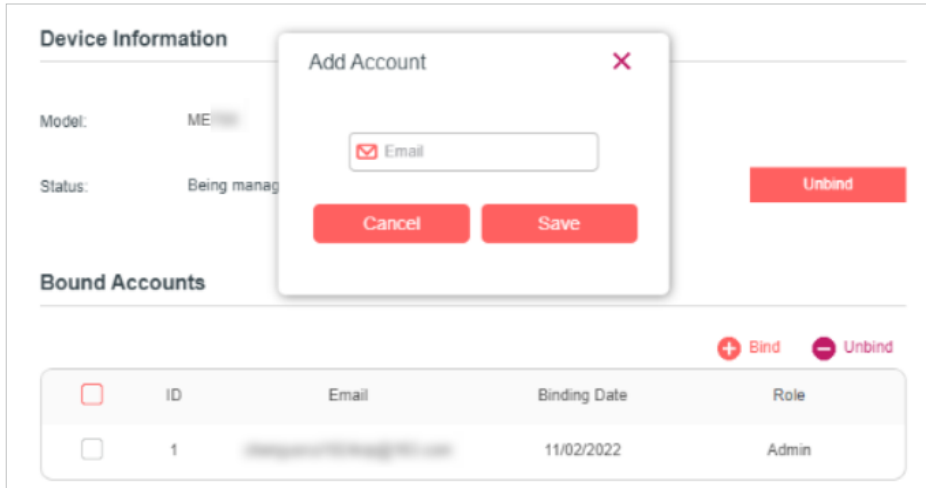 Device Information
Add Account
Model: ME
Email
Status: Being manag
Unbind
Cancel Save
Bound Accounts
Bind Unbind
ID Email Binding Date Role
1 11/02/2022 Admin